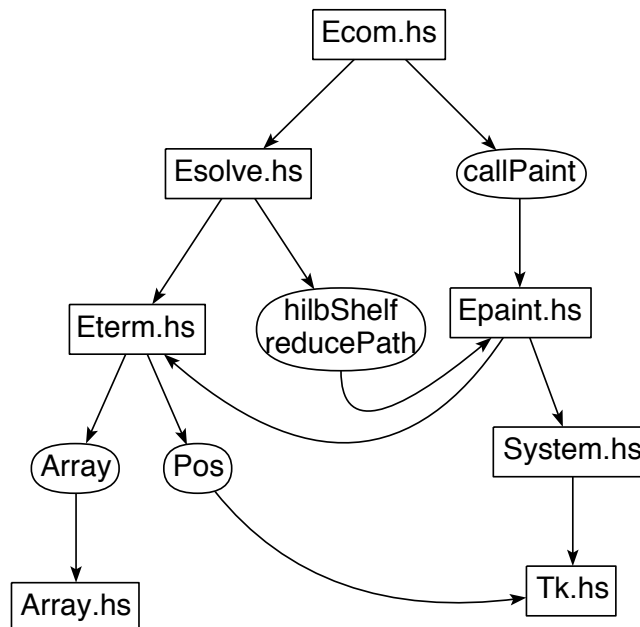 Ecom.hs
Esolve.hs
callPaint
Eterm.hs
hilbShelf
reducePath
Epaint.hs
Array
Pos
System.hs
Array.hs
Tk.hs